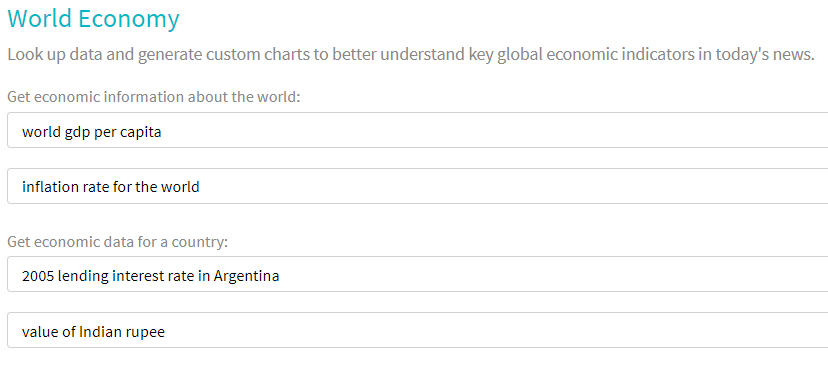 World Economy
Look up data and generate custom charts to better understand key global economic indicators in today's news.
Get economic information about the world:
world gdp per capita
inflation rate for the world
Get economic data for a country:
2005 lending interest rate in Argentina
value of Indian rupee